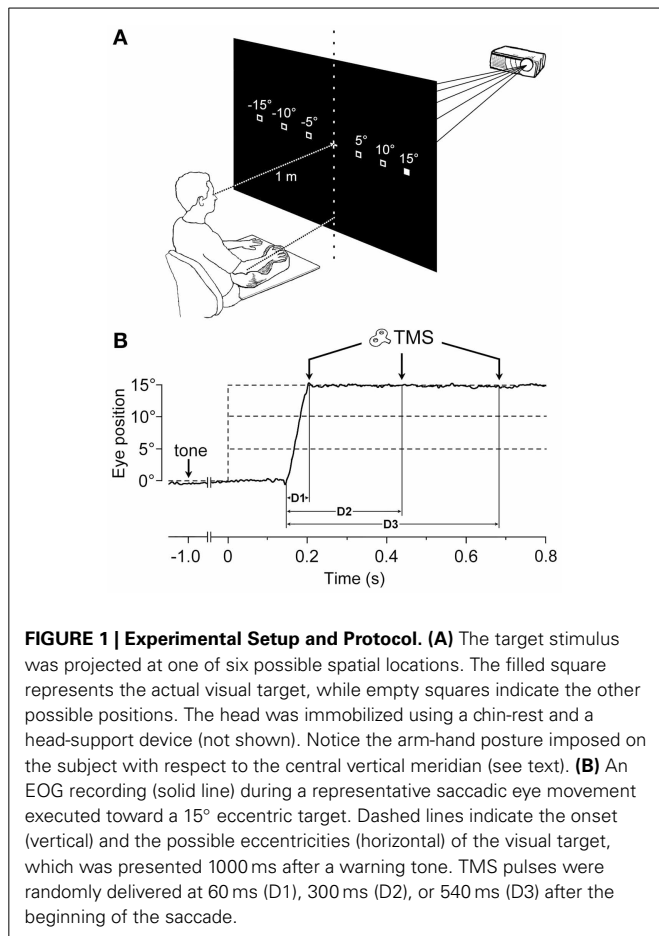 A
-15°
-10°
-5°
5°
10°
15°
1 m
B
TMS
15°
10°
5°
0°
Eye position
tone
D1
D2
D3
-1.0 0 0.2 0.4 0.6 0.8
Time (s)
FIGURE 1 | Experimental Setup and Protocol. (A) The target stimulus
was projected at one of six possible spatial locations. The filled square
represents the actual visual target, while empty squares indicate the other
possible positions. The head was immobilized using a chin-rest and a
head-support device (not shown). Notice the arm-hand posture imposed on
the subject with respect to the central vertical meridian (see text). (B) An
EOG recording (solid line) during a representative saccadic eye movement
executed toward a 15° eccentric target. Dashed lines indicate the onset
(vertical) and the possible eccentricities (horizontal) of the visual target,
which was presented 1000 ms after a warning tone. TMS pulses were
randomly delivered at 60 ms (D1), 300 ms (D2), or 540 ms (D3) after the
beginning of the saccade.